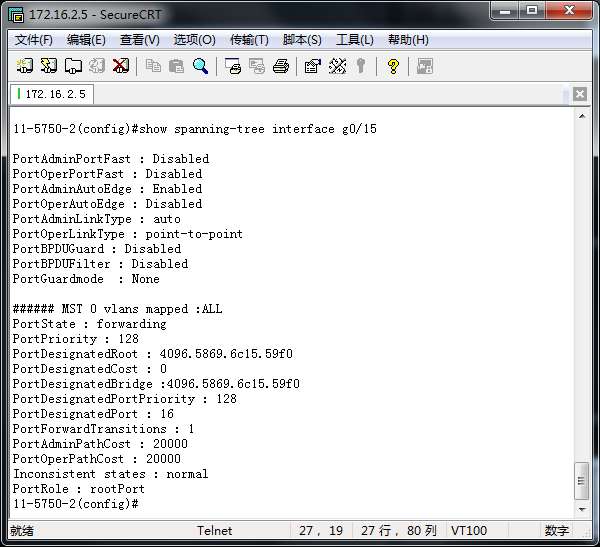 172.16.2.5 - SecureCRT
文件(F) 编辑(E) 查看(V) 选项(O) 传输(T) 脚本(S) 工具(L) 帮助(H)
172.16.2.5
11-5750-2(config)#show spanning-tree interface g0/15
PortAdminPortFast : Disabled
PortOperPortFast : Disabled
PortAdminAutoEdge : Enabled
PortOperAutoEdge : Disabled
PortAdminLinkType : auto
PortOperLinkType : point-to-point
PortBPDUGuard : Disabled
PortBPDUFilter : Disabled
PortGuardmode  : None
###### MST 0 vlans mapped :ALL
PortState : forwarding
PortPriority : 128
PortDesignatedRoot : 4096.5869.6c15.59f0
PortDesignatedCost : 0
PortDesignatedBridge :4096.5869.6c15.59f0
PortDesignatedPortPriority : 128
PortDesignatedPort : 16
PortForwardTransitions : 1
PortAdminPathCost : 20000
PortOperPathCost : 20000
Inconsistent states : normal
PortRole : rootPort
11-5750-2(config)#
就绪 Telnet 27, 19 27 行, 80 列 VT100 数字